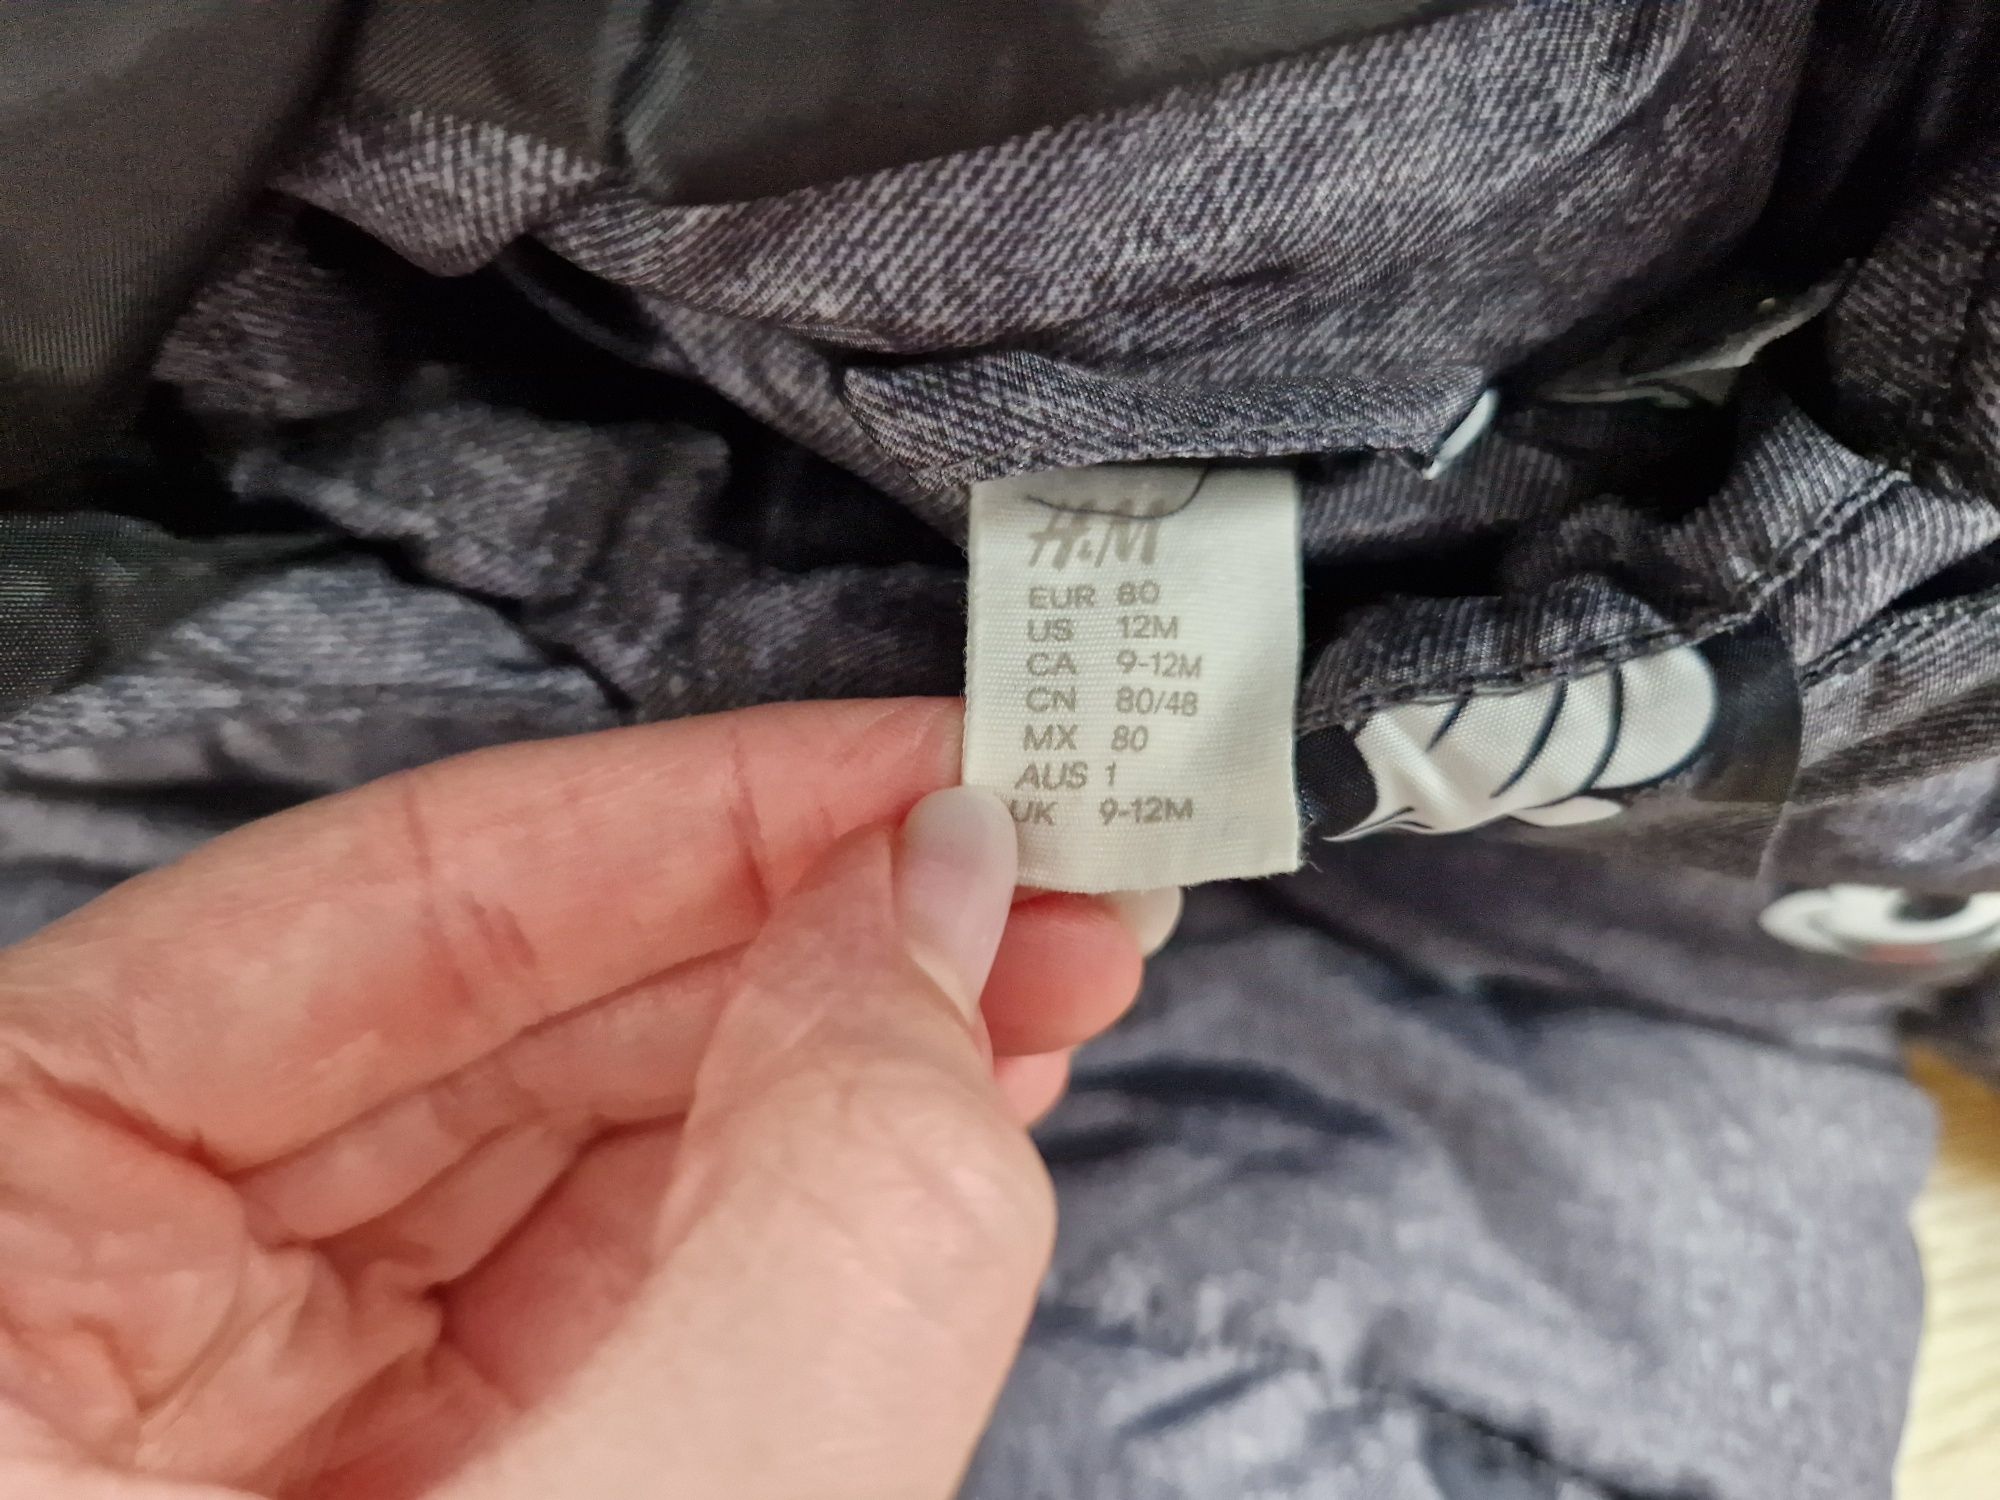 H&M
EUR 80
US 12M
CA 9-12M
CN 80/48
MX 80
AUS 1
UK 9-12M